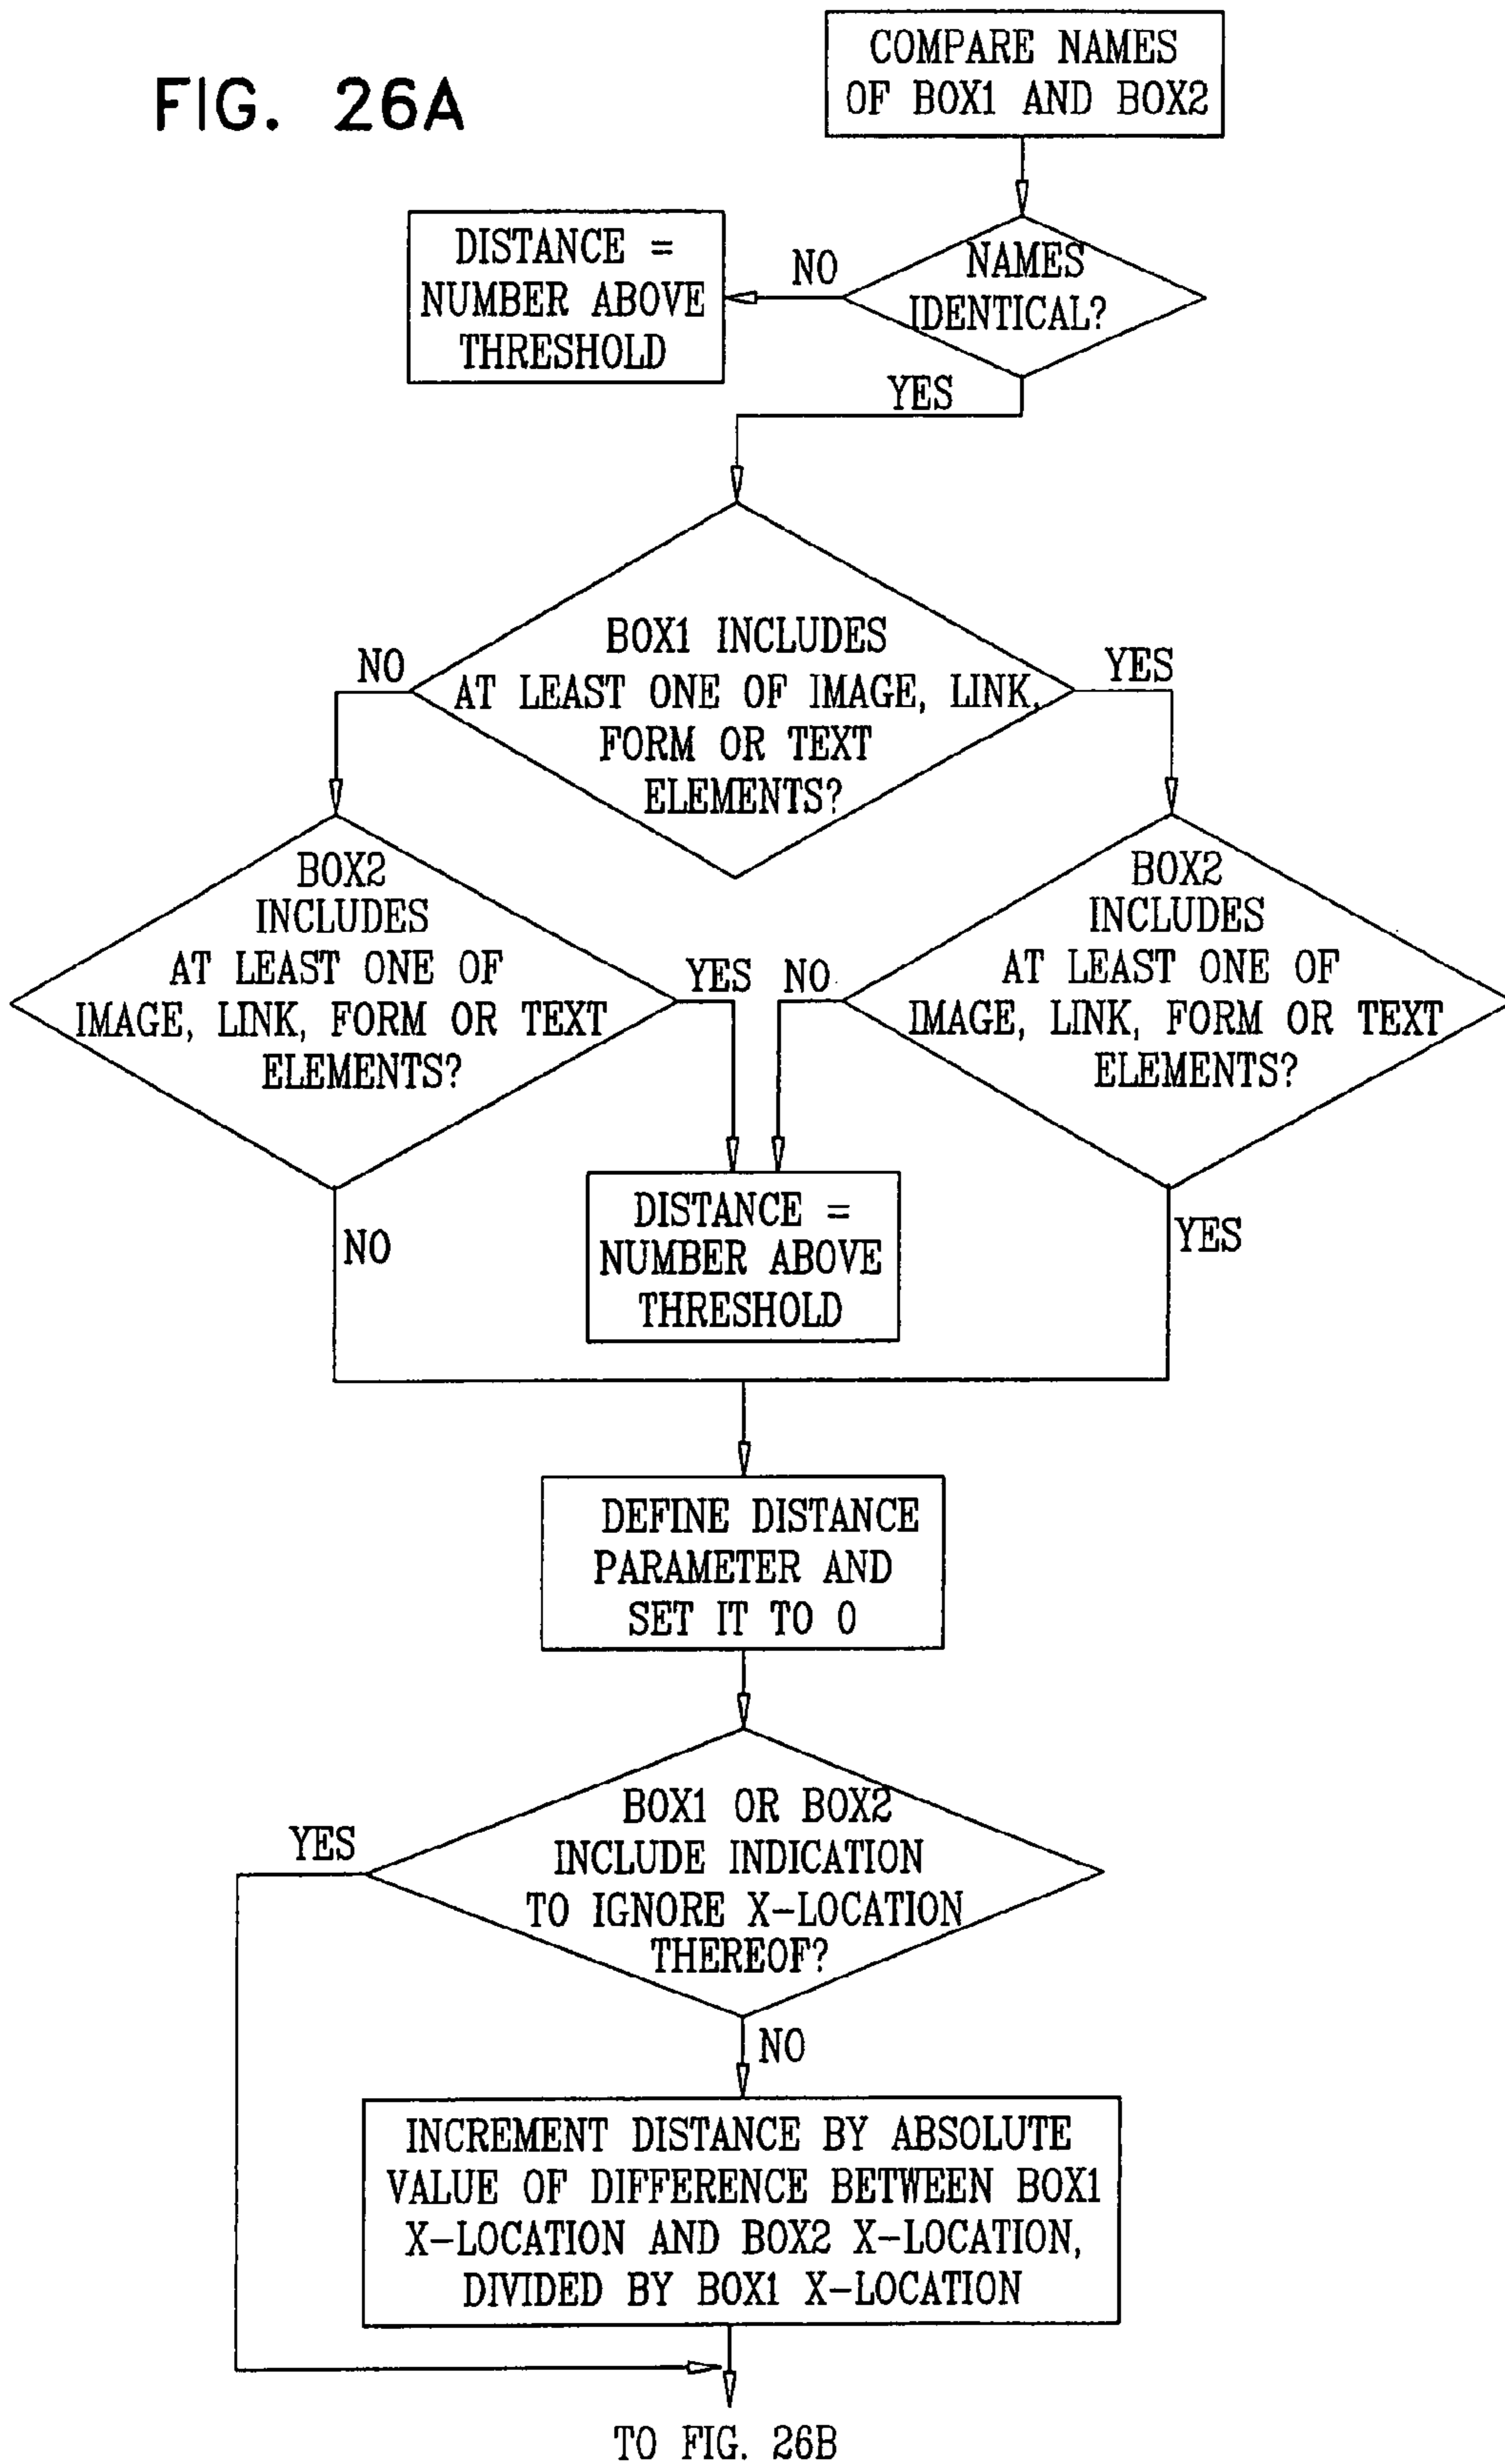 FIG. 26A
COMPARE NAMES
OF BOX1 AND BOX2
NAMES
IDENTICAL?
NO
DISTANCE =
NUMBER ABOVE
THRESHOLD
YES
BOX1 INCLUDES
AT LEAST ONE OF IMAGE, LINK,
FORM OR TEXT
ELEMENTS?
NO
YES
BOX2
INCLUDES
AT LEAST ONE OF
IMAGE, LINK, FORM OR TEXT
ELEMENTS?
YES
NO
BOX2
INCLUDES
AT LEAST ONE OF
IMAGE, LINK, FORM OR TEXT
ELEMENTS?
NO
DISTANCE =
NUMBER ABOVE
THRESHOLD
YES
DEFINE DISTANCE
PARAMETER AND
SET IT TO 0
BOX1 OR BOX2
INCLUDE INDICATION
TO IGNORE X-LOCATION
THEREOF?
YES
NO
INCREMENT DISTANCE BY ABSOLUTE
VALUE OF DIFFERENCE BETWEEN BOX1
X-LOCATION AND BOX2 X-LOCATION,
DIVIDED BY BOX1 X-LOCATION
TO FIG. 26B